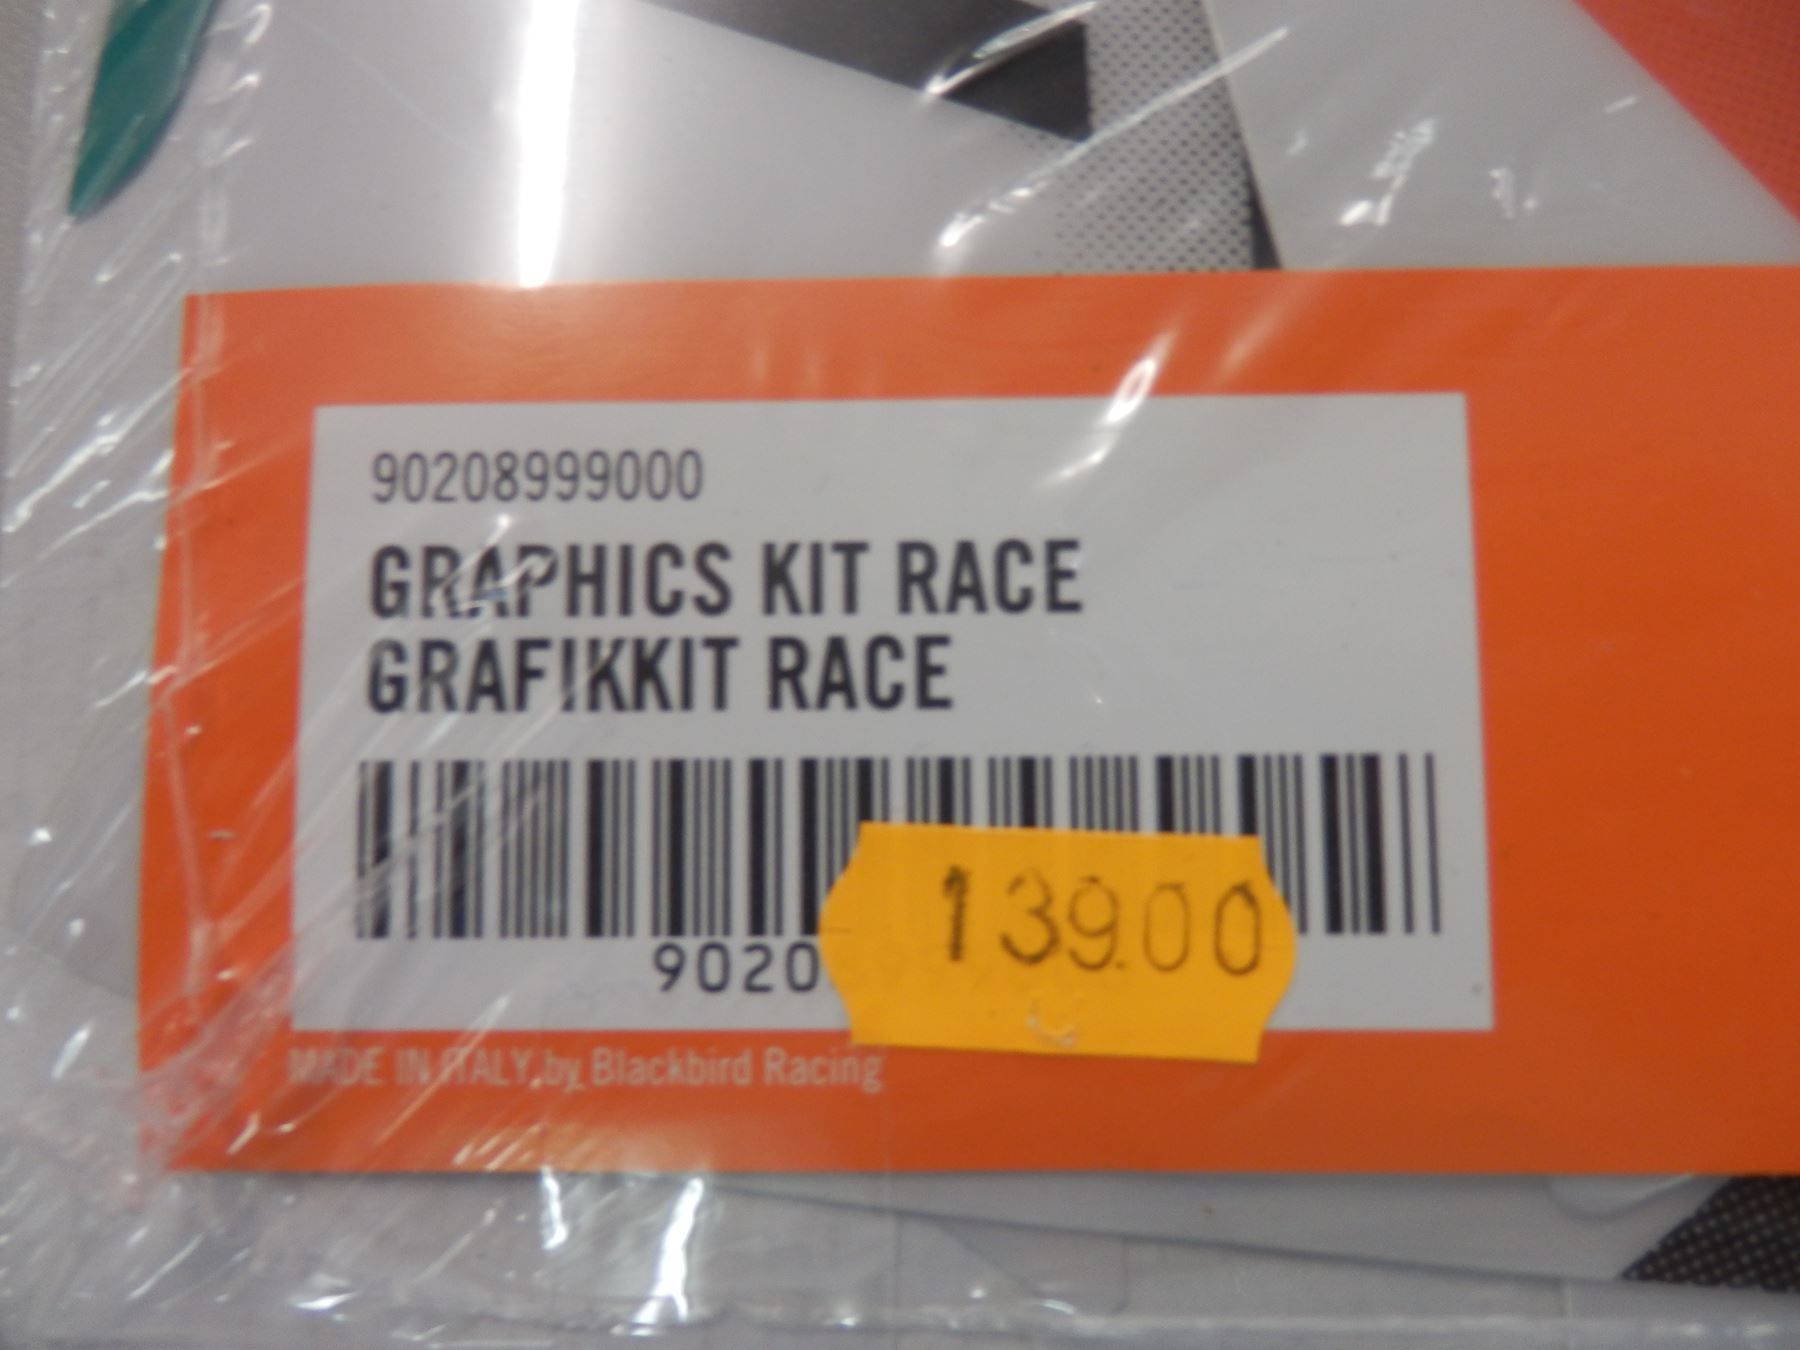 90208999000
GRAPHICS KIT RACE
GRAFIKKIT RACE
9020
139.00
MADE IN ITALY by Blackbird Racing